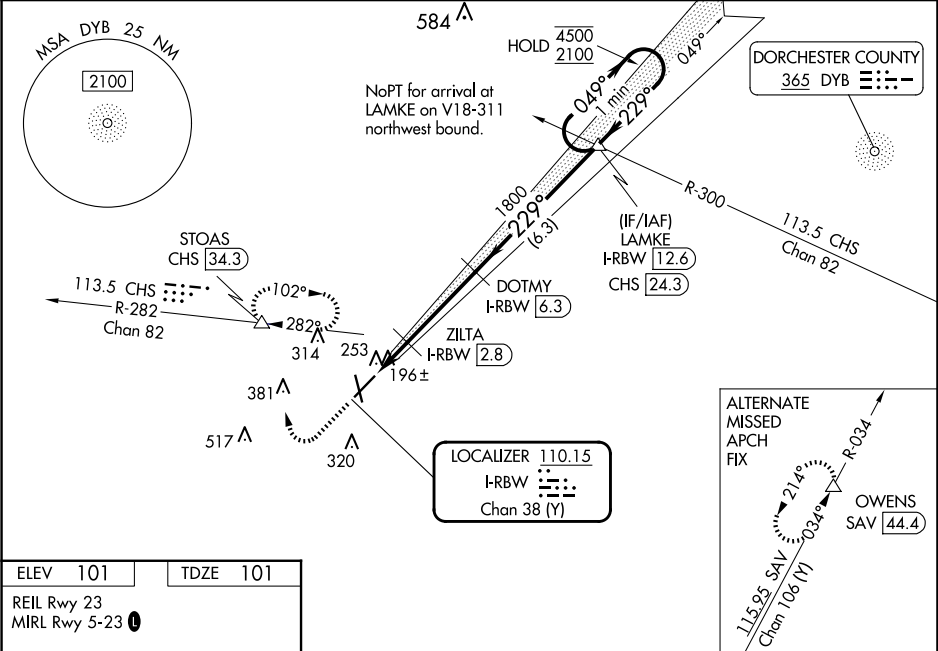 584
MSA DYB 25 NM
2100
HOLD 4500
2100
049°
049°
1 min
229°
NoPT for arrival at
LAMKE on V18-311
northwest bound.
DORCHESTER COUNTY
365 DYB
R-300
113.5 CHS
Chan 82
1800
229°
(6.3)
(IF/IAF)
LAMKE
I-RBW 12.6
CHS 24.3
STOAS
CHS 34.3
113.5 CHS
R-282
Chan 82
102°
282°
DOTMY
I-RBW 6.3
ZILTA
I-RBW 2.8
314
253
196±
381
517
320
LOCALIZER 110.15
I-RBW
Chan 38 (Y)
ALTERNATE
MISSED
APCH
FIX
R-034
214°
034°
OWENS
SAV 44.4
115.95 SAV
Chan 106 (Y)
ELEV 101
TDZE 101
REIL Rwy 23
MIRL Rwy 5-23 L